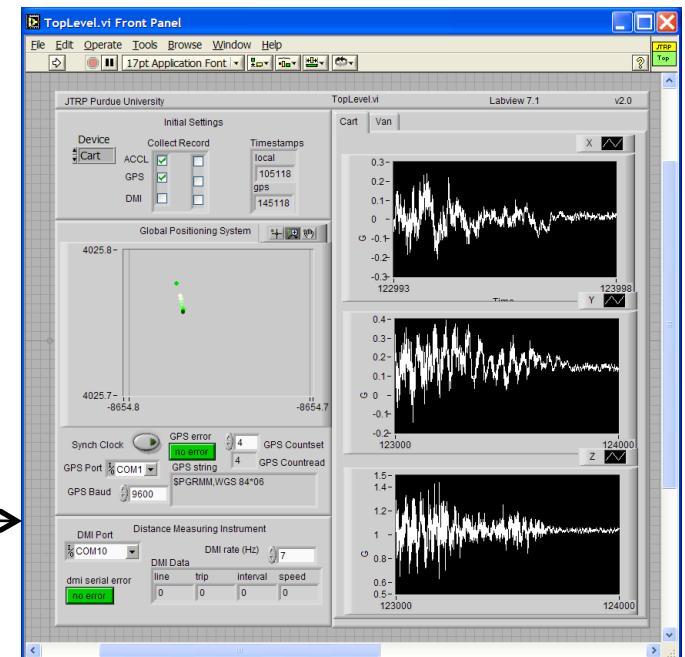 TopLevel.vi Front Panel
File Edit Operate Tools Browse Window Help
JTRP
Top
17pt Application Font
?
JTRP Purdue University TopLevel.vi Labview 7.1 v2.0
Initial Settings
Device Collect Record Timestamps
Cart ACCL local
105118
GPS gps
145118
DMI
Global Positioning System
4025.8
4025.7
-8654.8 -8654.7
Synch Clock GPS error 4 GPS Countset
no error
GPS Port COM1 GPS string 4 GPS Countread
GPS Baud 9600 $PGRMM,WGS 84*06
Distance Measuring Instrument
DMI Port DMI rate (Hz) 7
COM10 DMI Data
dmi serial error line trip interval speed
no error 0 0 0 0
Cart Van
X
0.3
0.2
0.1
0
-0.1
-0.2
-0.3
G
122993 123998
Time
Y
0.4
0.3
0.2
0.1
0
-0.1
-0.2
G
123000 124000
Z
1.5
1.4
1.2
1
0.8
0.6
0.5
G
123000 124000